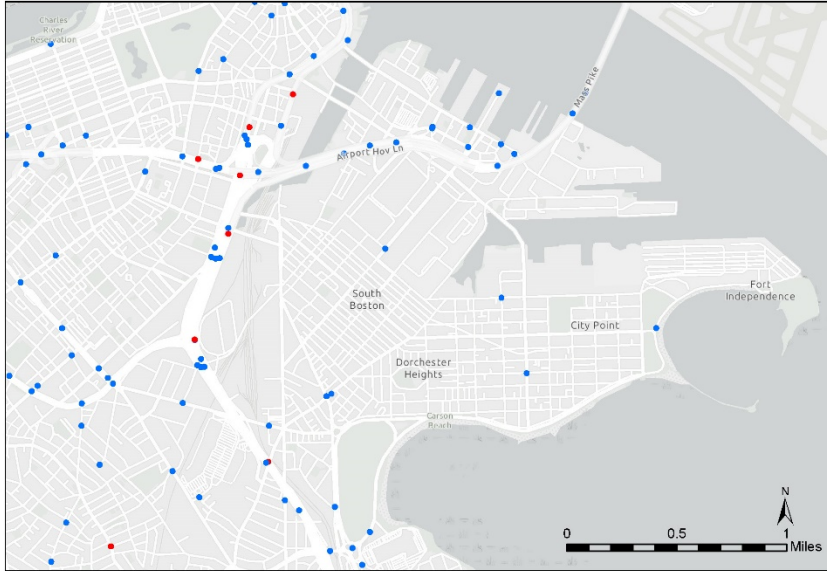 Charles
River
Reservation
Mass Pike
Airport Hov Ln
South
Boston
Fort
Independence
City Point
Dorchester
Heights
Carson
Beach
N
0 0.5 1
Miles